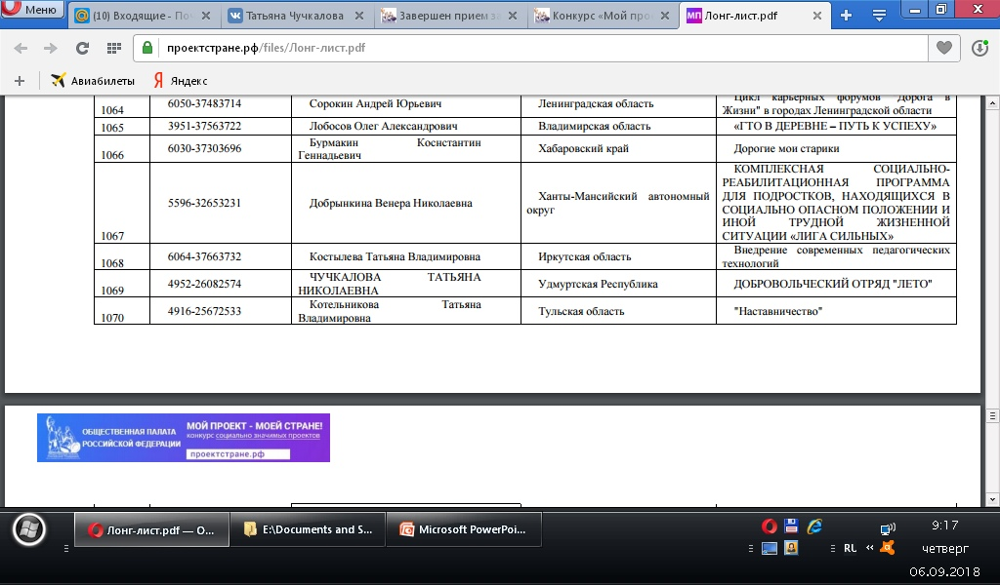 Меню
(10) Входящие - По
Татьяна Чучкалова
Завершен прием за
Конкурс «Мой про
Лонг-лист.pdf
проектстране.рф/files/Лонг-лист.pdf
Авиабилеты
Яндекс
1064 6050-37483714 Сорокин Андрей Юрьевич Ленинградская область Цикл карьерных форумов "Дорога в
Жизни" в городах Ленинградской области
1065 3951-37563722 Лобосов Олег Александрович Владимирская область «ГТО В ДЕРЕВНЕ – ПУТЬ К УСПЕХУ»
1066 6030-37303696 Бурмакин Коснстантин
Геннадьевич Хабаровский край Дорогие мои старики
1067 5596-32653231 Добрынкина Венера Николаевна Ханты-Мансийский автономный
округ КОМПЛЕКСНАЯ СОЦИАЛЬНО-
РЕАБИЛИТАЦИОННАЯ ПРОГРАММА
ДЛЯ ПОДРОСТКОВ, НАХОДЯЩИХСЯ В
СОЦИАЛЬНО ОПАСНОМ ПОЛОЖЕНИИ И
ИНОЙ ТРУДНОЙ ЖИЗНЕННОЙ
СИТУАЦИИ «ЛИГА СИЛЬНЫХ»
1068 6064-37663732 Костылева Татьяна Владимировна Иркутская область Внедрение современных педагогических
технологий
1069 4952-26082574 ЧУЧКАЛОВА ТАТЬЯНА
НИКОЛАЕВНА Удмуртская Республика ДОБРОВОЛЬЧЕСКИЙ ОТРЯД "ЛЕТО"
1070 4916-25672533 Котельникова Татьяна
Владимировна Тульская область "Наставничество"
ОБЩЕСТВЕННАЯ ПАЛАТА
РОССИЙСКОЙ ФЕДЕРАЦИИ
МОЙ ПРОЕКТ - МОЕЙ СТРАНЕ!
конкурс социально значимых проектов
проектстране.рф
Лонг-лист.pdf — O...
E:\Documents and S...
Microsoft PowerPoi...
RU
9:17
четверг
06.09.2018